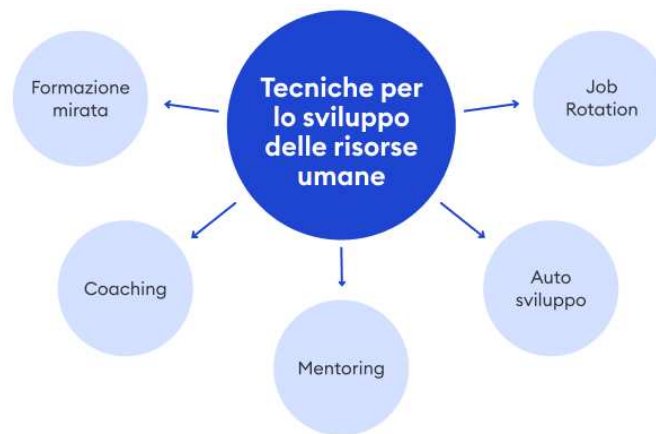 Tecniche per
lo sviluppo
delle risorse
umane
Formazione
mirata
Job
Rotation
Coaching
Auto
sviluppo
Mentoring